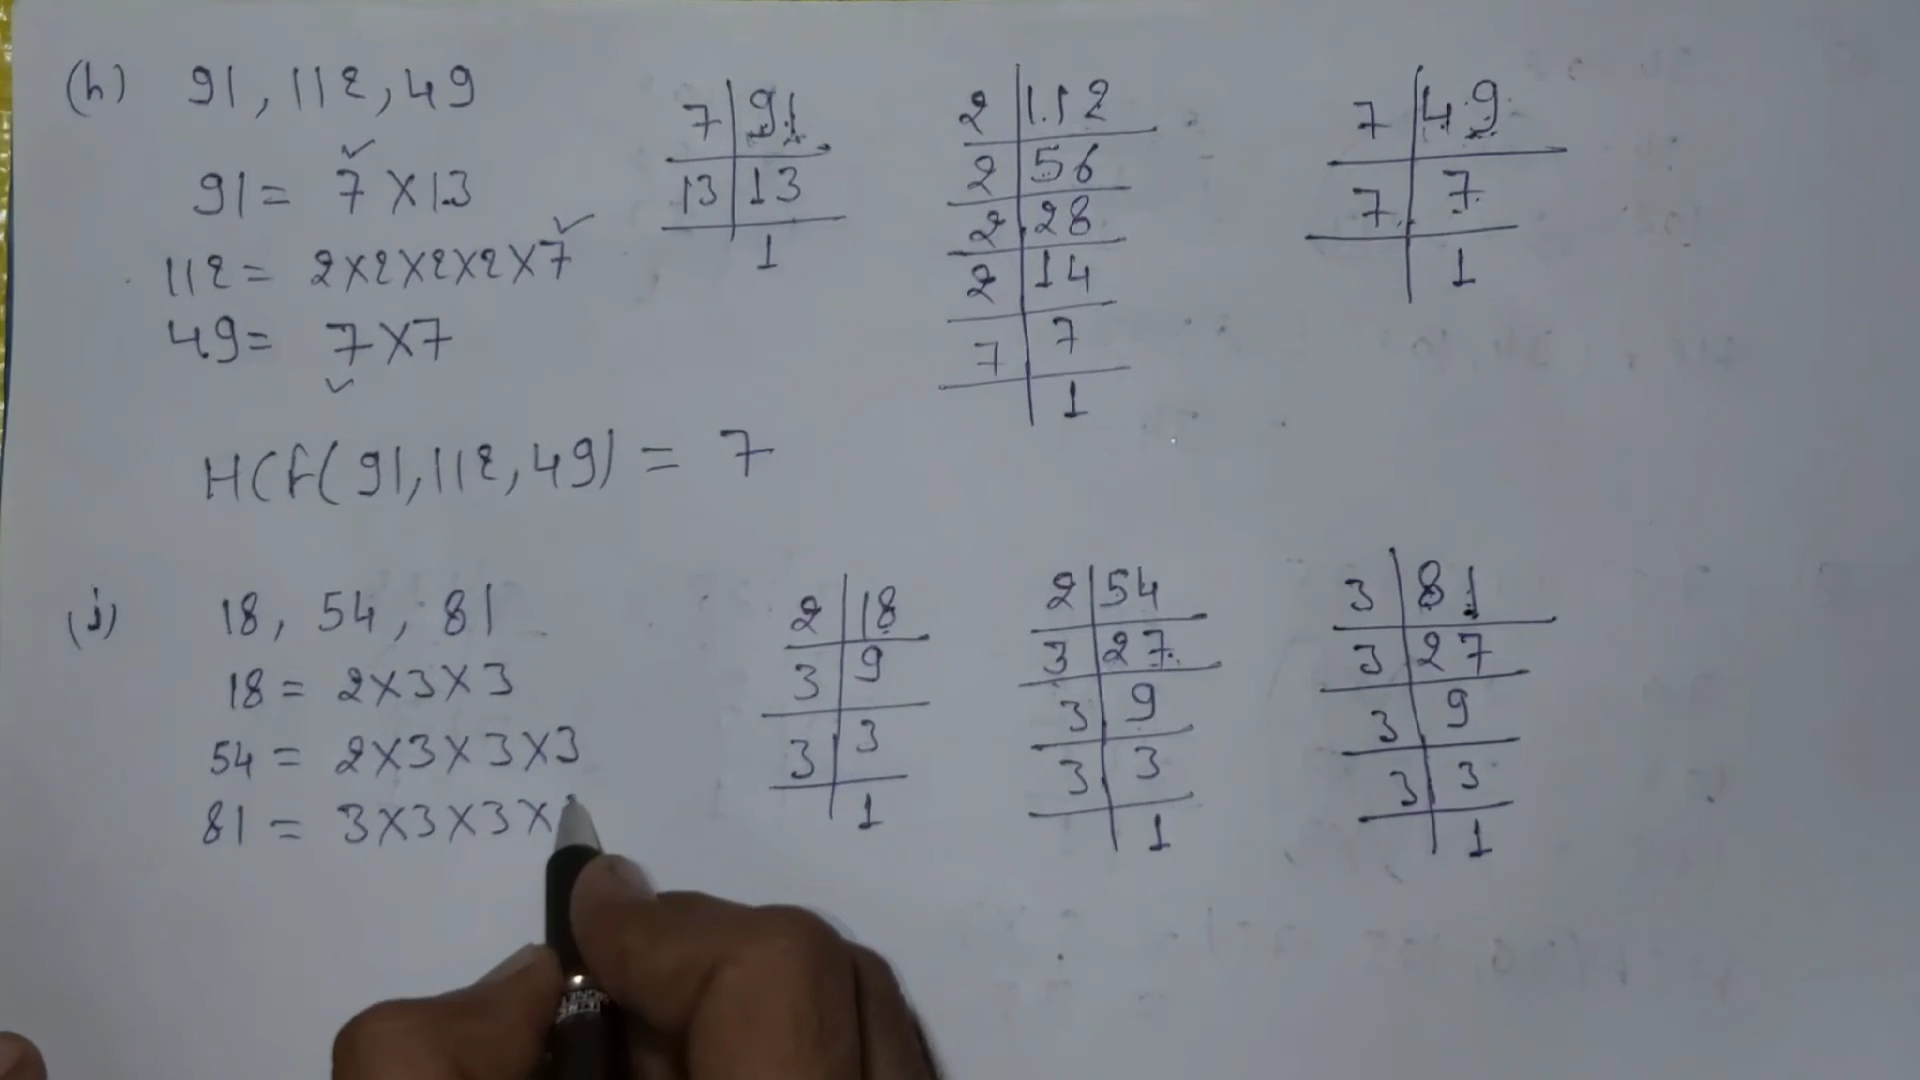 (h) 91, 112, 49
91 = 7 × 13
112 = 2×2×2×2×7
49 = 7×7
7 | 91
13 | 13
1
2 | 112
2 | 56
2 | 28
2 | 14
7 | 7
1
7 | 49
7 | 7
1
HCf(91,112,49) = 7
(i) 18, 54, 81
18 = 2×3×3
54 = 2×3×3×3
81 = 3×3×3×
2 | 18
3 | 9
3 | 3
1
2 | 54
3 | 27
3 | 9
3 | 3
1
3 | 81
3 | 27
3 | 9
3 | 3
1